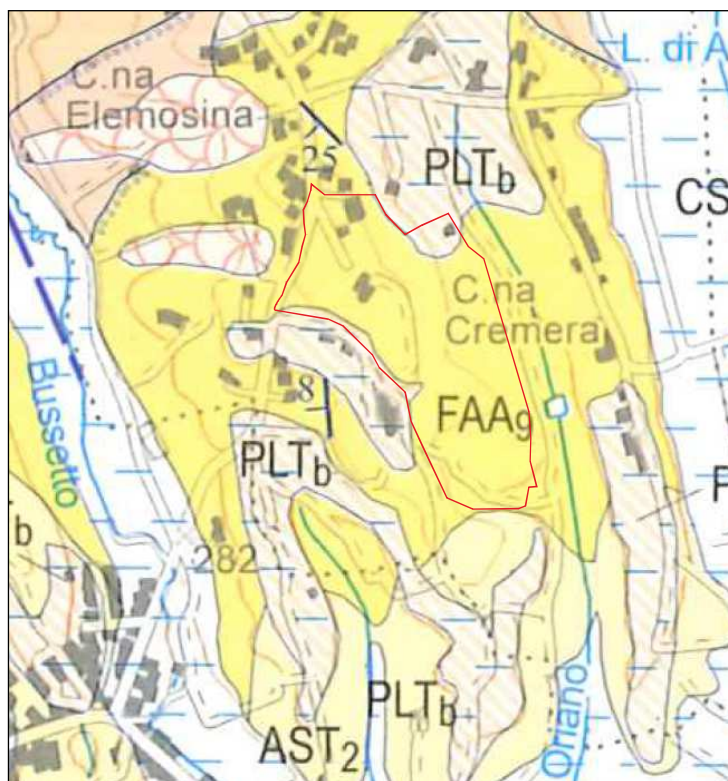 L. di A
C.na
Elemosina
25
PLTb
CS
C.na
Cremera
Bussetto
8
FAAg
PLTb
F
b
282
PLTb
AST2
Oriano